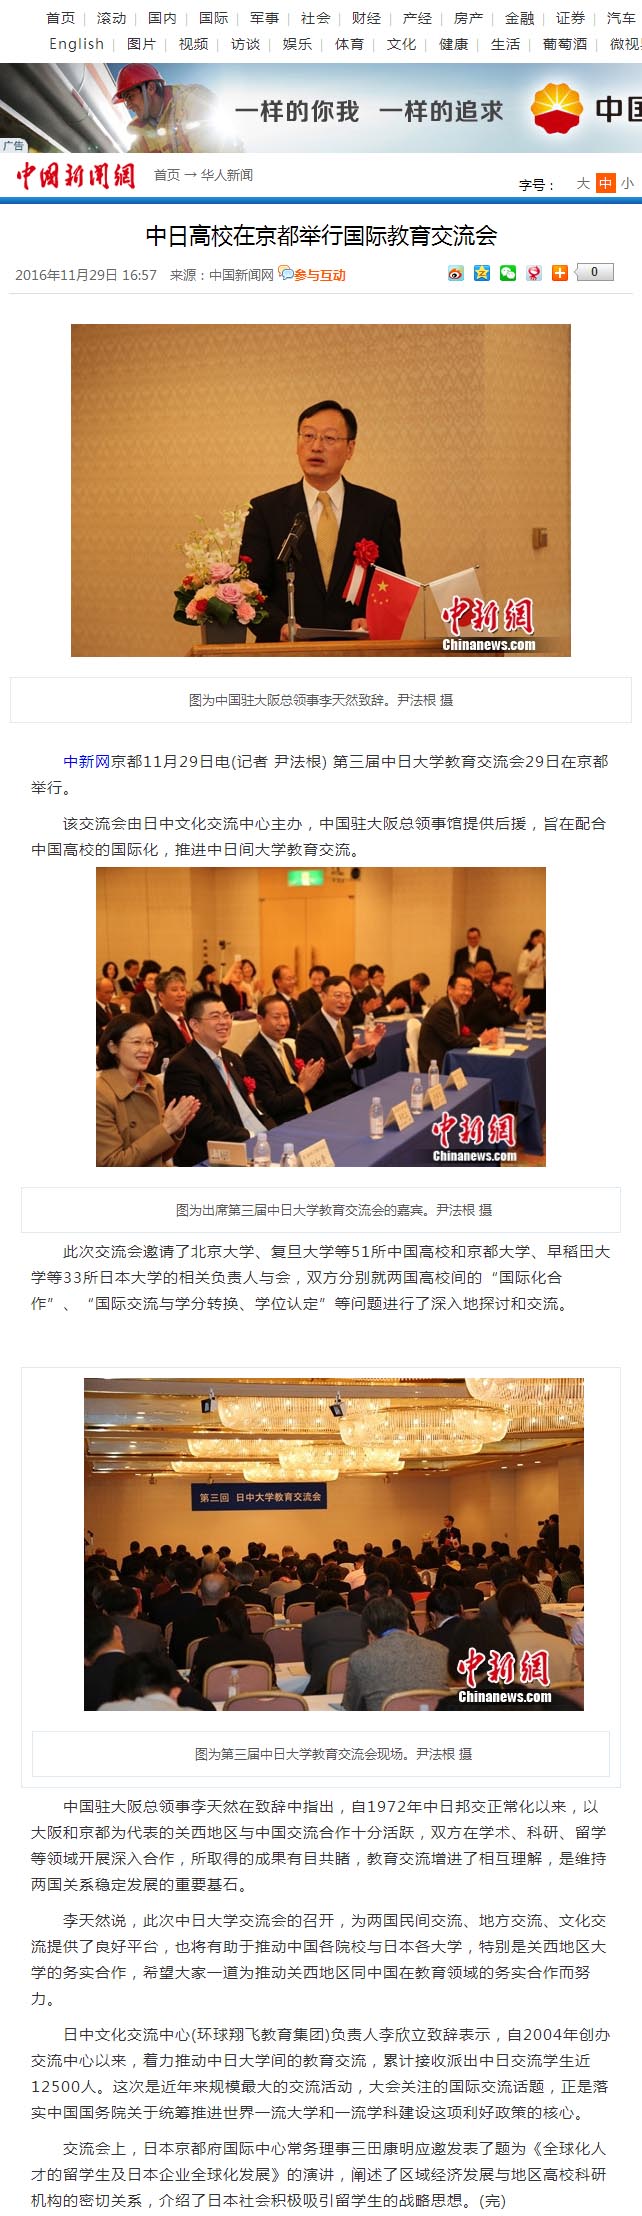 首页 | 滚动 | 国内 | 国际 | 军事 | 社会 | 财经 | 产经 | 房产 | 金融 | 证券 | 汽车
English | 图片 | 视频 | 访谈 | 娱乐 | 体育 | 文化 | 健康 | 生活 | 葡萄酒 | 微视
一样的你我 一样的追求 中国
广告
中國新聞網 首页 → 华人新闻
字号： 大 中 小
中日高校在京都举行国际教育交流会
2016年11月29日 16:57 来源：中国新闻网 参与互动 0
中新網
Chinanews.com
图为中国驻大阪总领事李天然致辞。尹法根 摄
中新网京都11月29日电(记者 尹法根) 第三届中日大学教育交流会29日在京都
举行。
该交流会由日中文化交流中心主办，中国驻大阪总领事馆提供后援，旨在配合
中国高校的国际化，推进中日间大学教育交流。
中新網
Chinanews.com
图为出席第三届中日大学教育交流会的嘉宾。尹法根 摄
此次交流会邀请了北京大学、复旦大学等51所中国高校和京都大学、早稻田大
学等33所日本大学的相关负责人与会，双方分别就两国高校间的“国际化合
作”、“国际交流与学分转换、学位认定”等问题进行了深入地探讨和交流。
第三回 日中大学教育交流会
中新網
Chinanews.com
图为第三届中日大学教育交流会现场。尹法根 摄
中国驻大阪总领事李天然在致辞中指出，自1972年中日邦交正常化以来，以
大阪和京都为代表的关西地区与中国交流合作十分活跃，双方在学术、科研、留学
等领域开展深入合作，所取得的成果有目共睹，教育交流增进了相互理解，是维持
两国关系稳定发展的重要基石。
李天然说，此次中日大学交流会的召开，为两国民间交流、地方交流、文化交
流提供了良好平台，也将有助于推动中国各院校与日本各大学，特别是关西地区大
学的务实合作，希望大家一道为推动关西地区同中国在教育领域的务实合作而努
力。
日中文化交流中心(环球翔飞教育集团)负责人李欣立致辞表示，自2004年创办
交流中心以来，着力推动中日大学间的教育交流，累计接收派出中日交流学生近
12500人。这次是近年来规模最大的交流活动，大会关注的国际交流话题，正是落
实中国国务院关于统筹推进世界一流大学和一流学科建设这项利好政策的核心。
交流会上，日本京都府国际中心常务理事三田康明应邀发表了题为《全球化人
才的留学生及日本企业全球化发展》的演讲，阐述了区域经济发展与地区高校科研
机构的密切关系，介绍了日本社会积极吸引留学生的战略思想。(完)